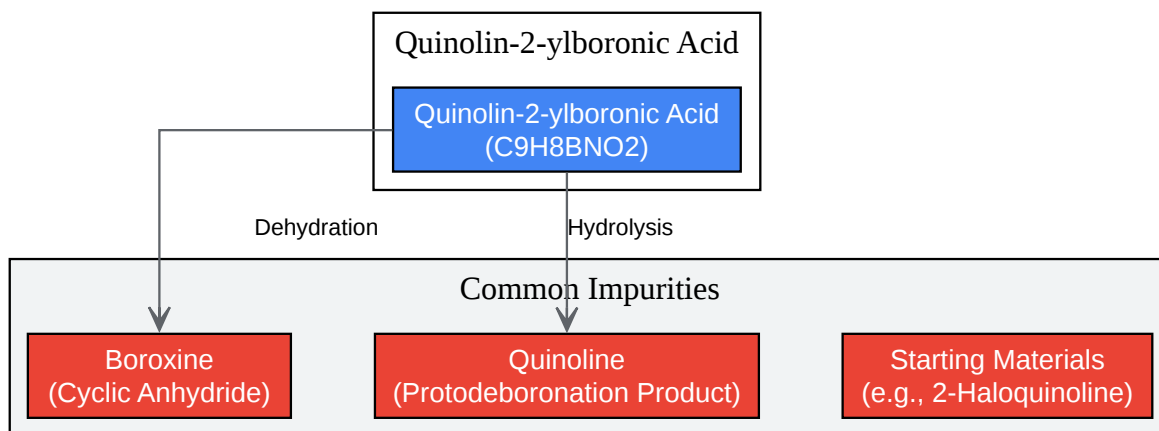 Quinolin-2-ylboronic Acid
Quinolin-2-ylboronic Acid
(C9H8BNO2)
Dehydration
Hydrolysis
Common Impurities
Boroxine
(Cyclic Anhydride)
Quinoline
(Protodeboronation Product)
Starting Materials
(e.g., 2-Haloquinoline)